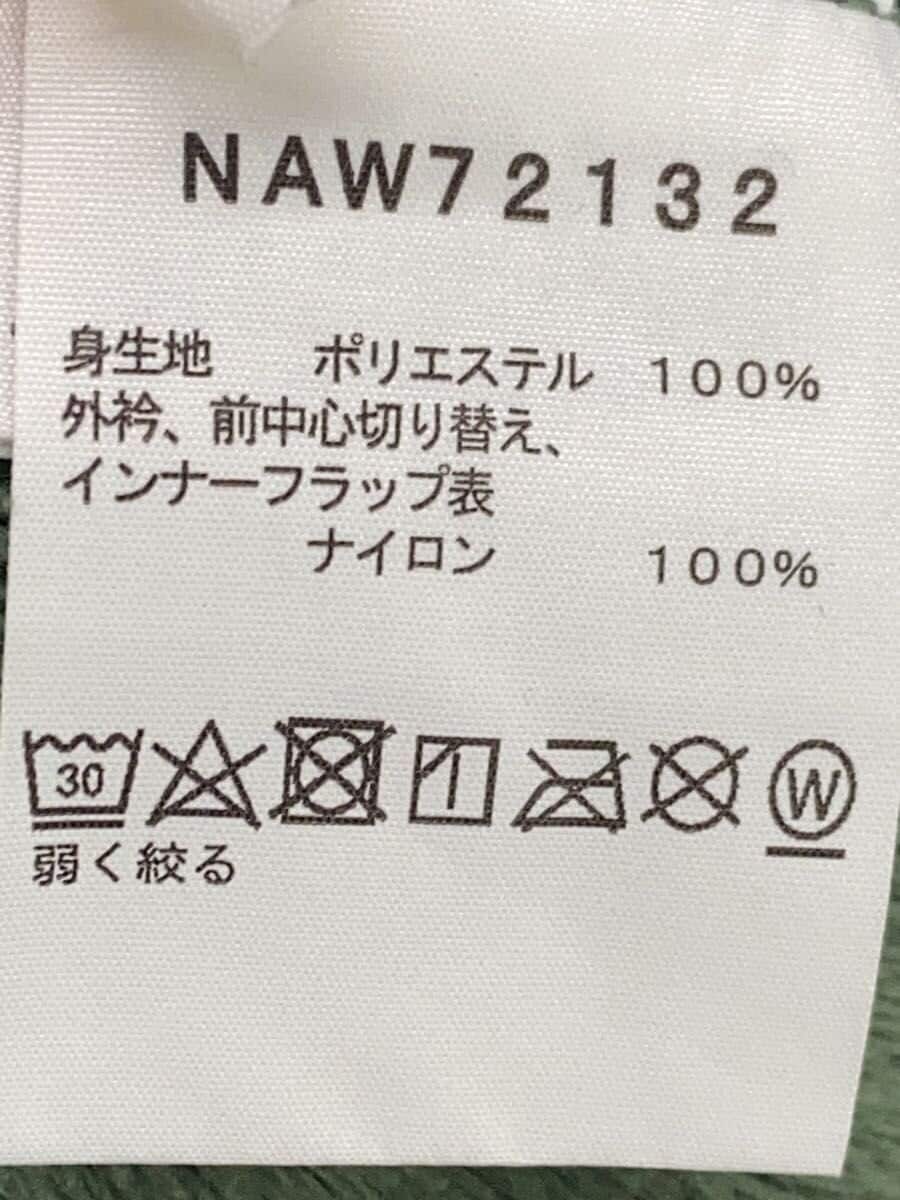 NAW72132
身生地 ポリエステル 100%
外衿、前中心切り替え、
インナーフラップ表
ナイロン 100%
30
W
弱く絞る